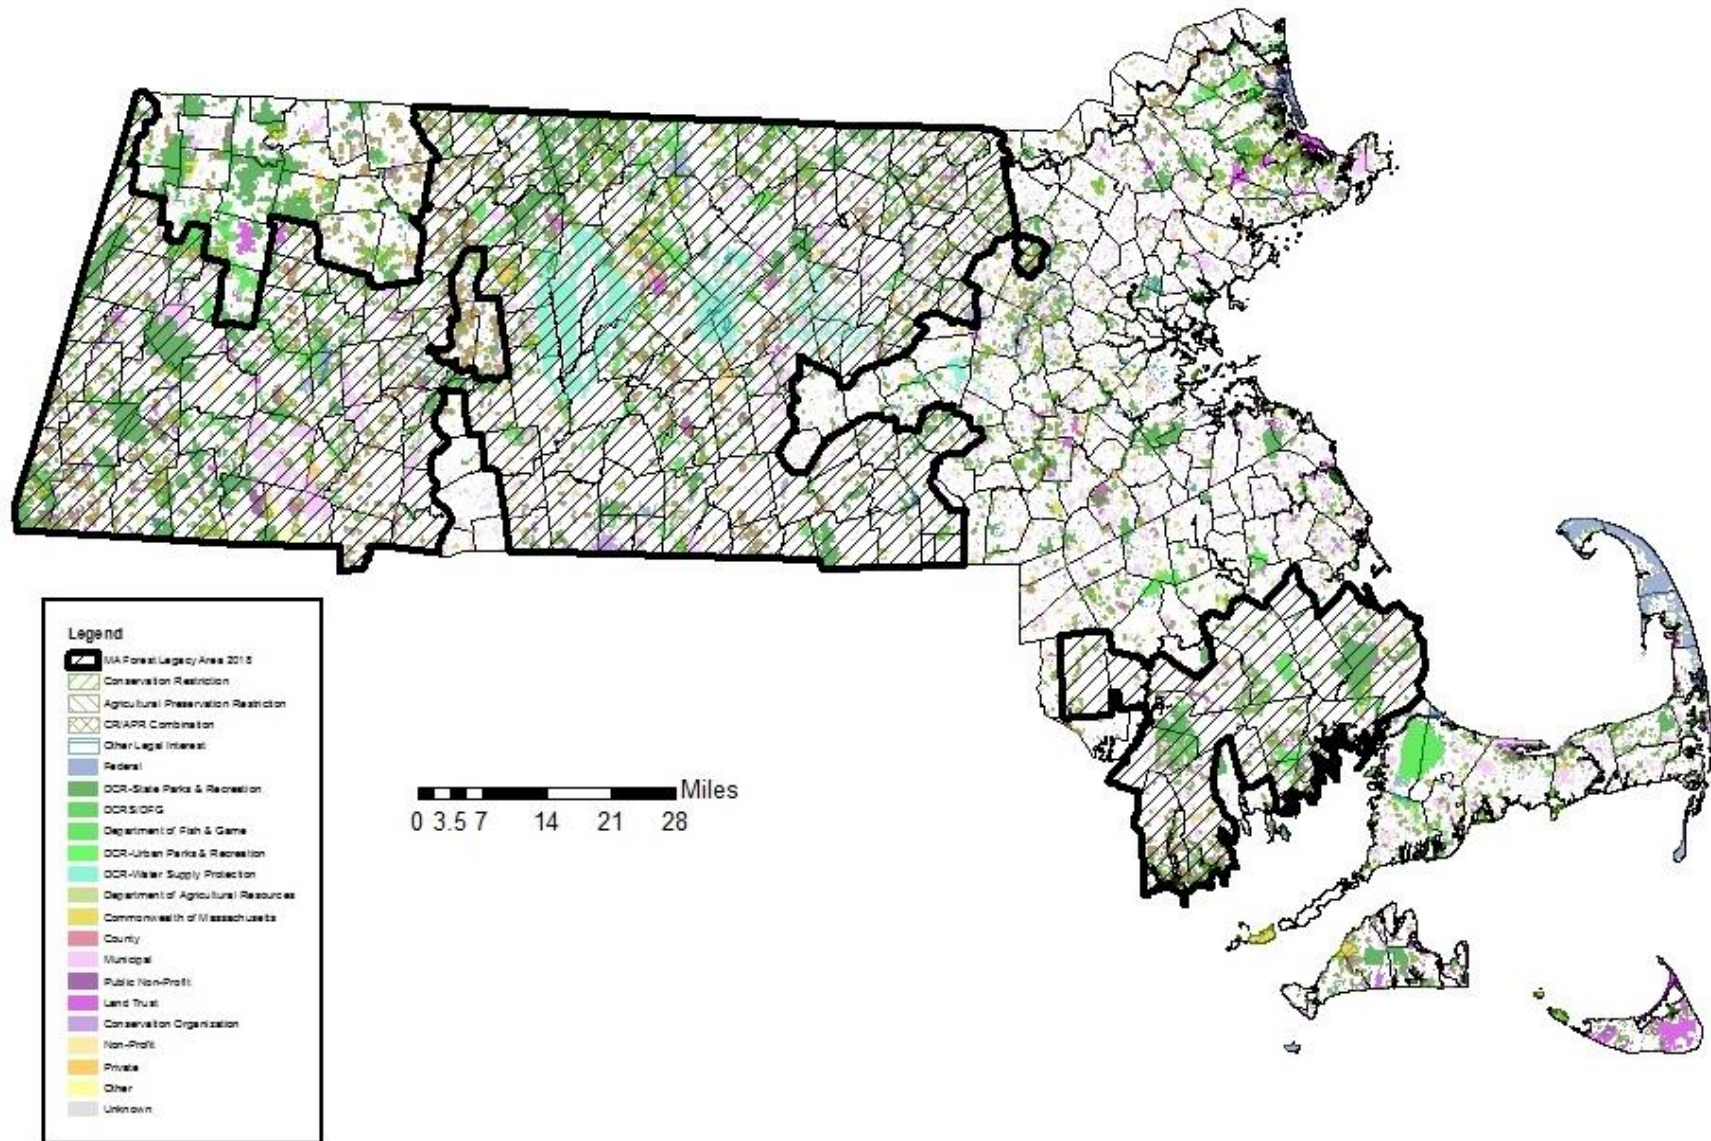 Legend
MA Forest Legacy Area 2018
Conservation Restriction
Agricultural Preservation Restriction
CR/APR Combination
Other Legal Interest
Federal
DCR-State Parks & Recreation
DCRS/DFG
Department of Fish & Game
DCR-Urban Parks & Recreation
DCR-Water Supply Protection
Department of Agricultural Resources
Commonwealth of Massachusetts
County
Municipal
Public Non-Profit
Land Trust
Conservation Organization
Non-Profit
Private
Other
Unknown
Miles
0 3.5 7 14 21 28